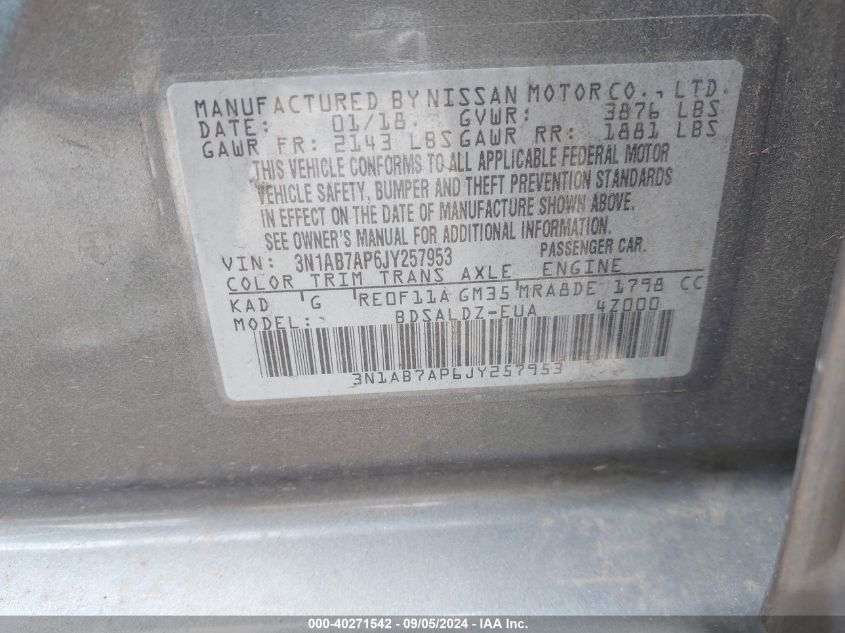 MANUFACTURED BY NISSAN MOTOR CO., LTD.
DATE: 01/18 GVWR: 3876 LBS
GAWR FR: 2143 LBS GAWR RR: 1881 LBS
THIS VEHICLE CONFORMS TO ALL APPLICABLE FEDERAL MOTOR
VEHICLE SAFETY, BUMPER AND THEFT PREVENTION STANDARDS
IN EFFECT ON THE DATE OF MANUFACTURE SHOWN ABOVE.
SEE OWNER'S MANUAL FOR ADDITIONAL INFORMATION.
VIN: 3N1AB7AP6JY257953 PASSENGER CAR.
COLOR TRIM TRANS AXLE ENGINE
KAD G RE0F11A GM35 MRA8DE 1798 CC
MODEL: BDSALDZ-EUA 4Z000
3N1AB7AP6JY257953
000-40271542 - 09/05/2024 - IAA Inc.